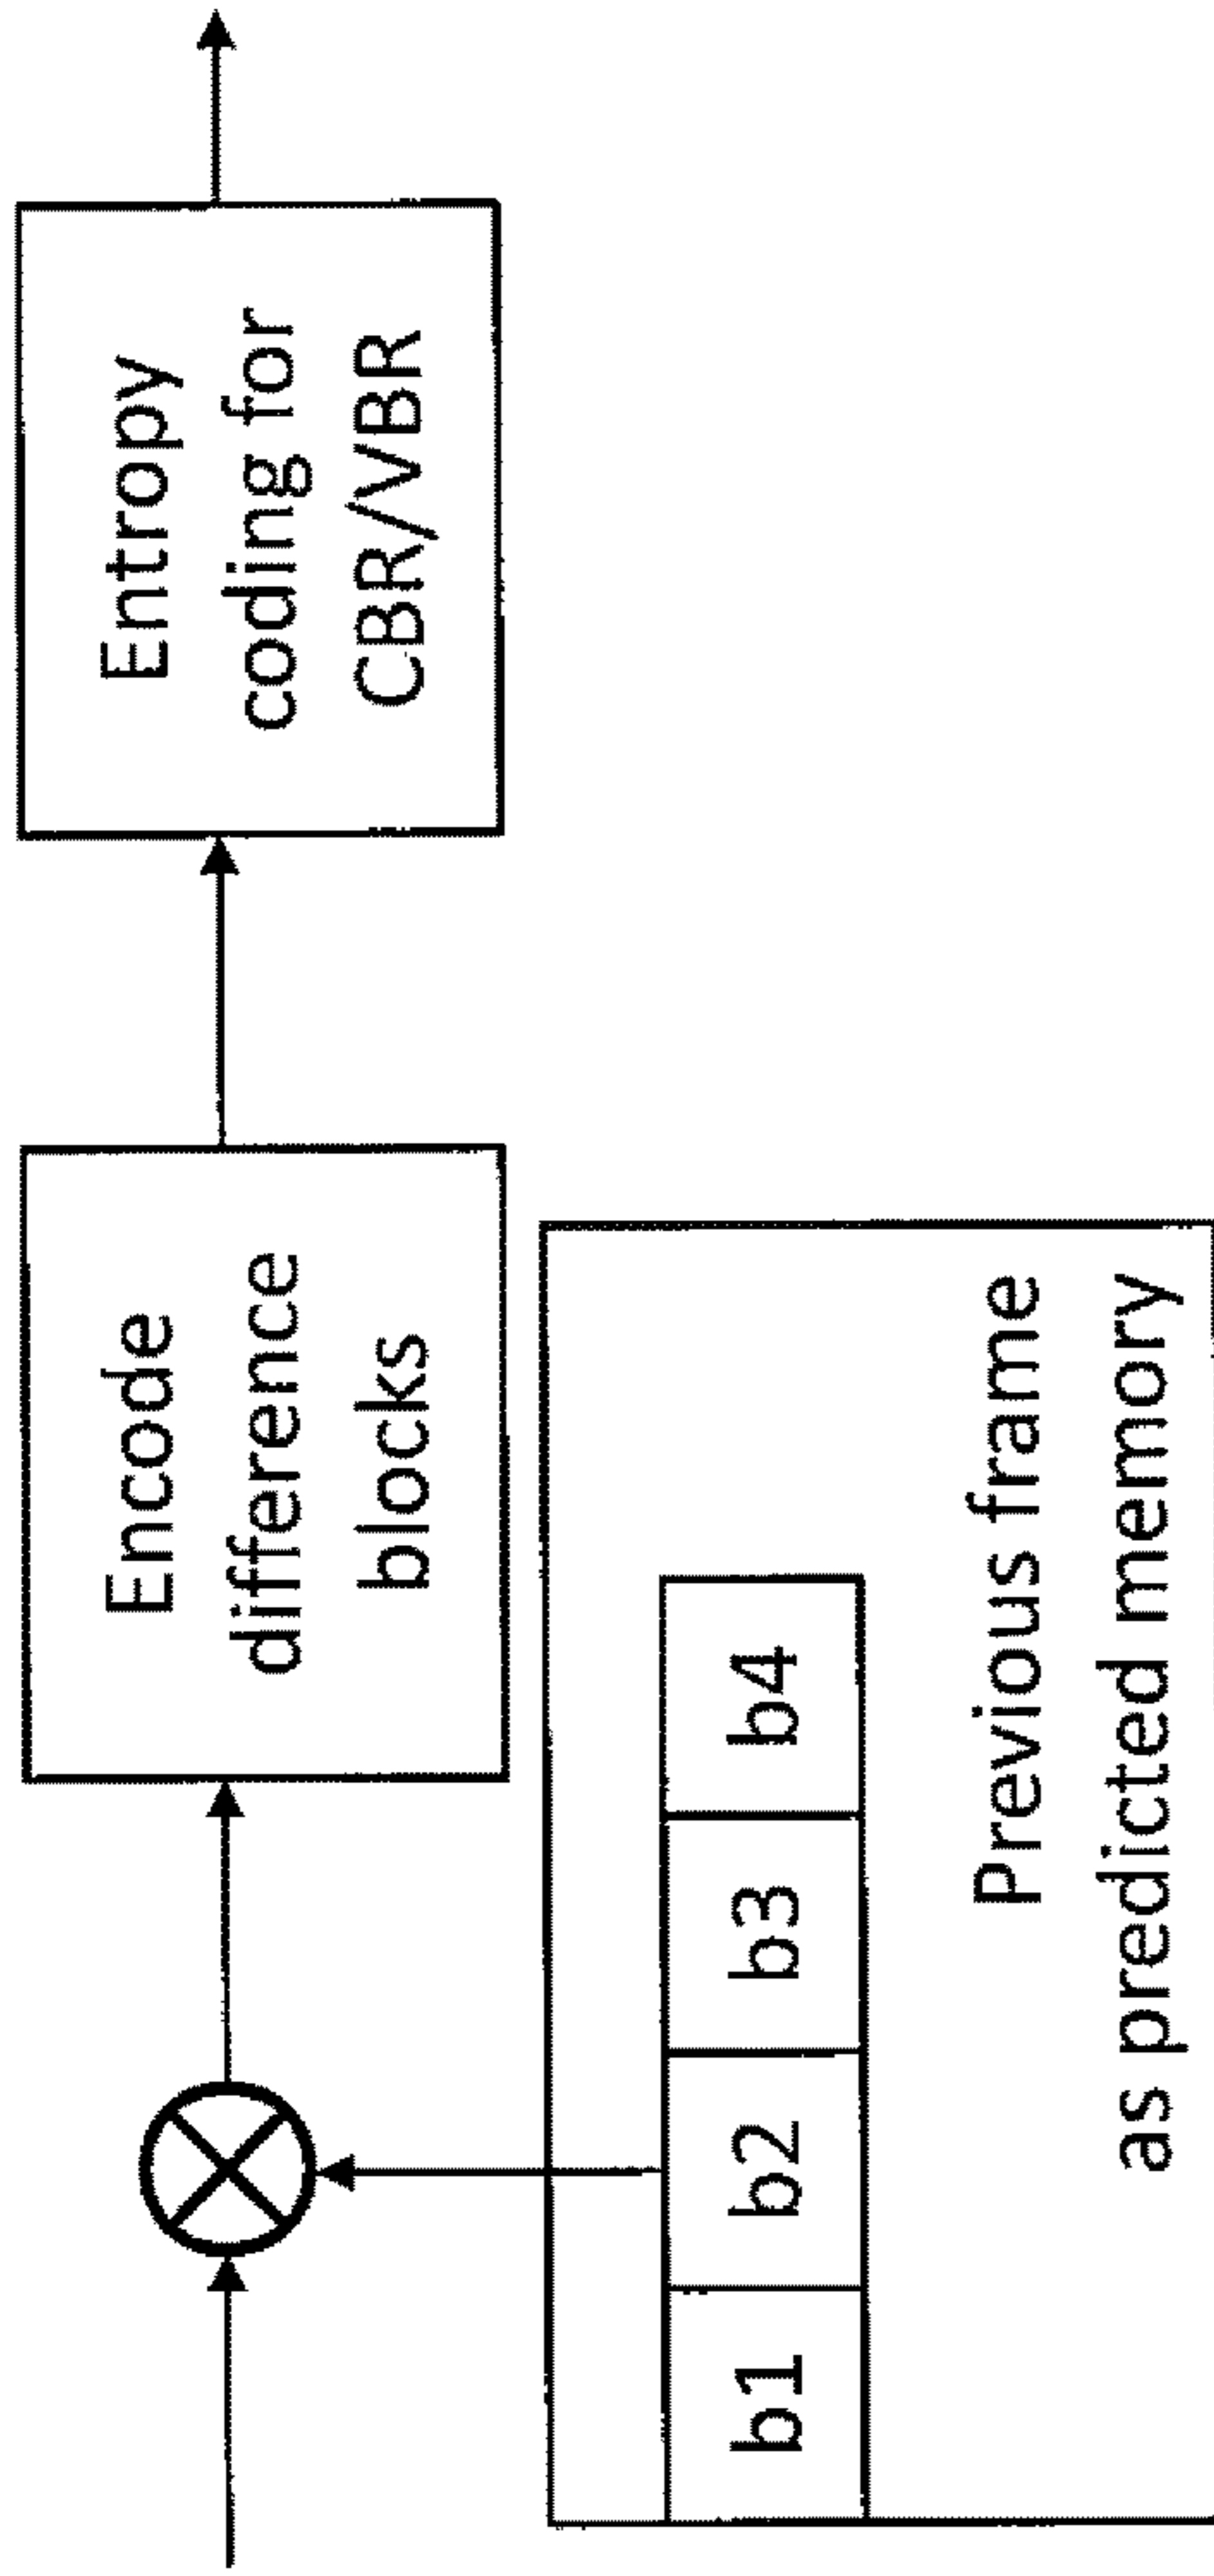 Encode
difference
blocks
Entropy
coding for
CBR/VBR
b1 b2 b3 b4
Previous frame
as predicted memory